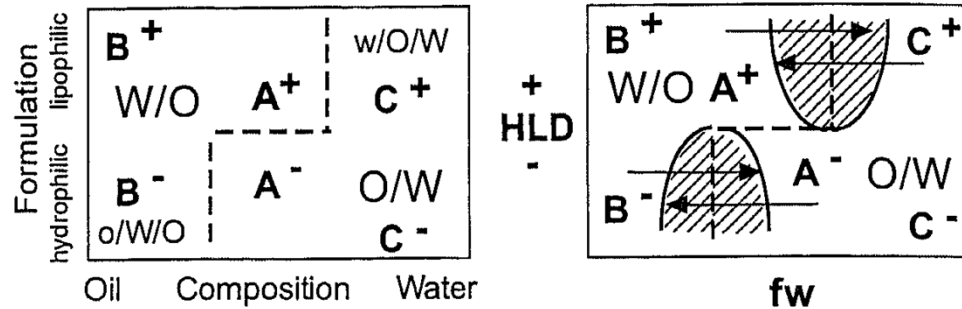 Formulation
hydrophilic lipophilic
B +
w/O/W
W/O A + C +
B - A - O/W
o/W/O C -
Oil Composition Water
+
HLD
-
B + C +
W/O A +
A - O/W
B - C -
fw